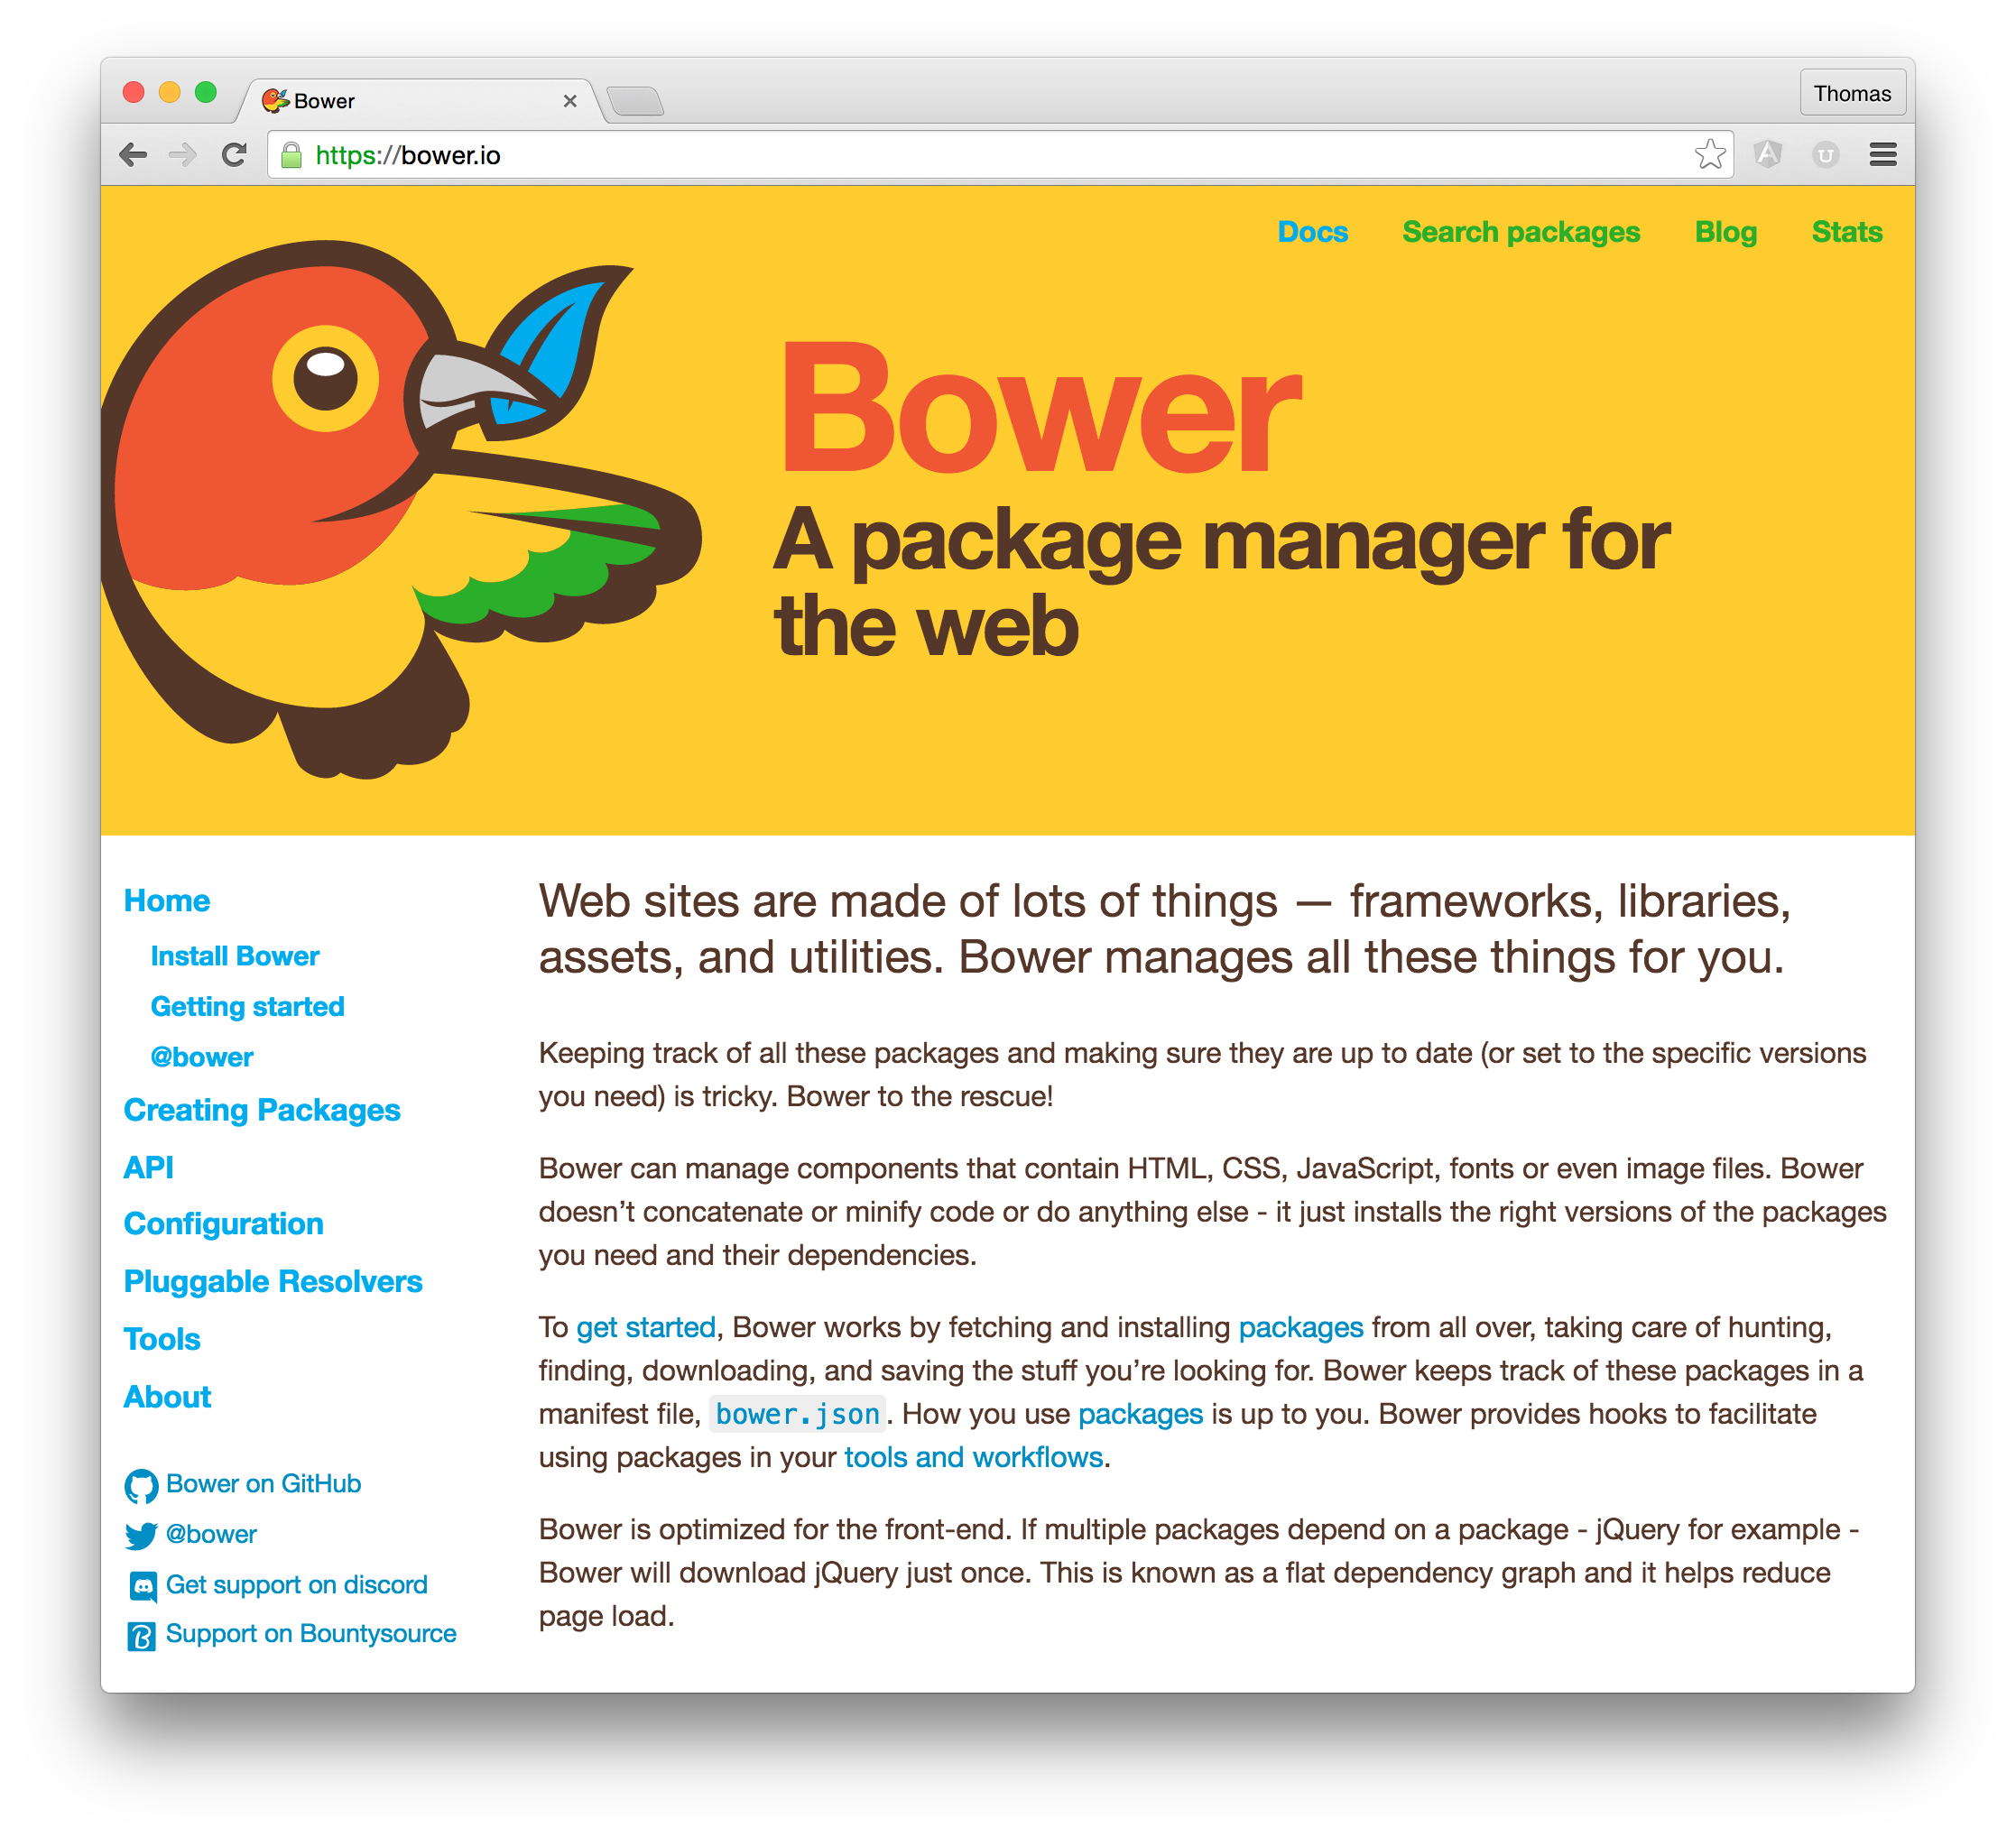 Bower
Thomas
https://bower.io
Docs Search packages Blog Stats
Bower
A package manager for
the web
Home
Install Bower
Getting started
@bower
Creating Packages
API
Configuration
Pluggable Resolvers
Tools
About
Bower on GitHub
@bower
Get support on discord
Support on Bountysource
Web sites are made of lots of things — frameworks, libraries,
assets, and utilities. Bower manages all these things for you.
Keeping track of all these packages and making sure they are up to date (or set to the specific versions
you need) is tricky. Bower to the rescue!
Bower can manage components that contain HTML, CSS, JavaScript, fonts or even image files. Bower
doesn’t concatenate or minify code or do anything else - it just installs the right versions of the packages
you need and their dependencies.
To get started, Bower works by fetching and installing packages from all over, taking care of hunting,
finding, downloading, and saving the stuff you’re looking for. Bower keeps track of these packages in a
manifest file, bower.json. How you use packages is up to you. Bower provides hooks to facilitate
using packages in your tools and workflows.
Bower is optimized for the front-end. If multiple packages depend on a package - jQuery for example -
Bower will download jQuery just once. This is known as a flat dependency graph and it helps reduce
page load.